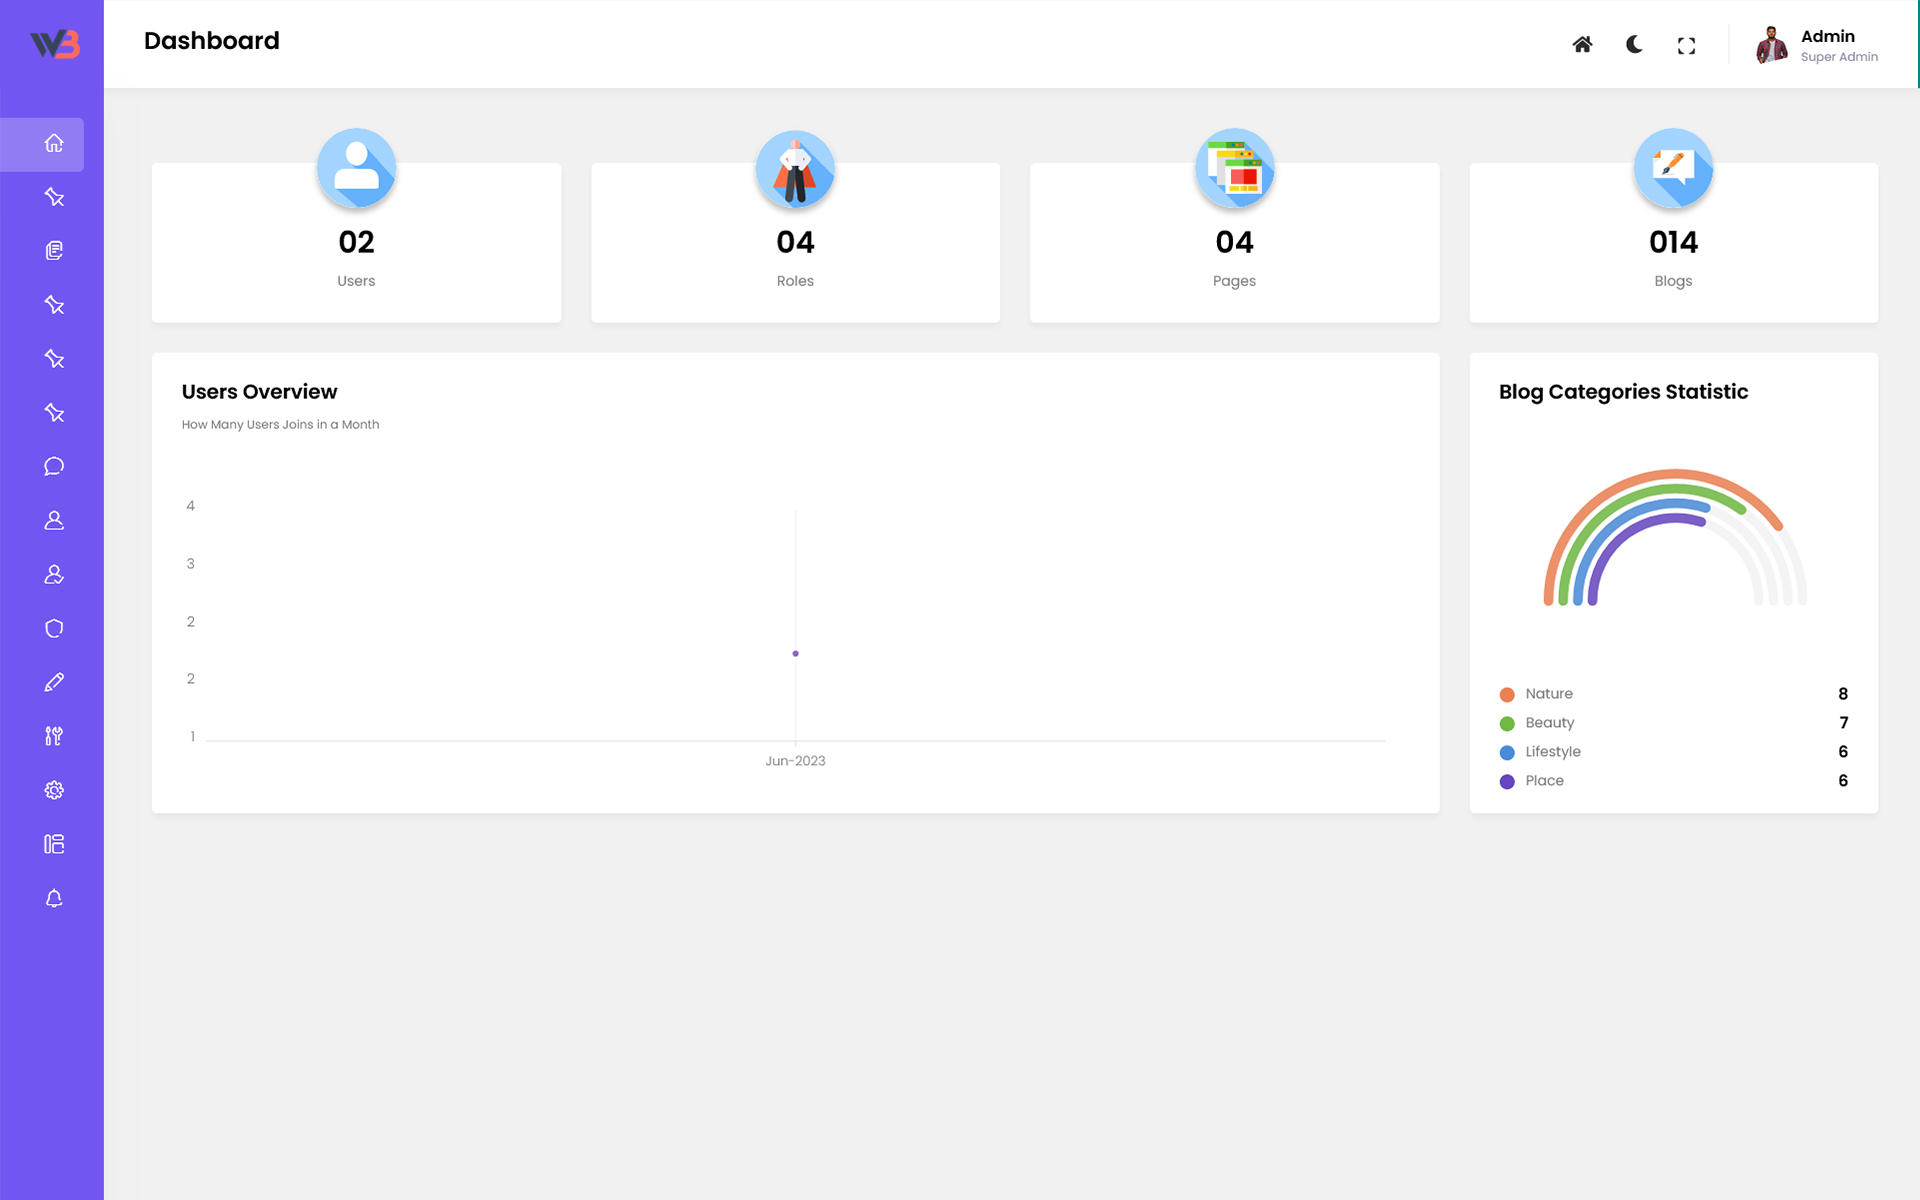 WB
Dashboard
Admin
Super Admin
02
Users
04
Roles
04
Pages
014
Blogs
Users Overview
How Many Users Joins in a Month
4
3
2
2
1
Jun-2023
Blog Categories Statistic
Nature 8
Beauty 7
Lifestyle 6
Place 6